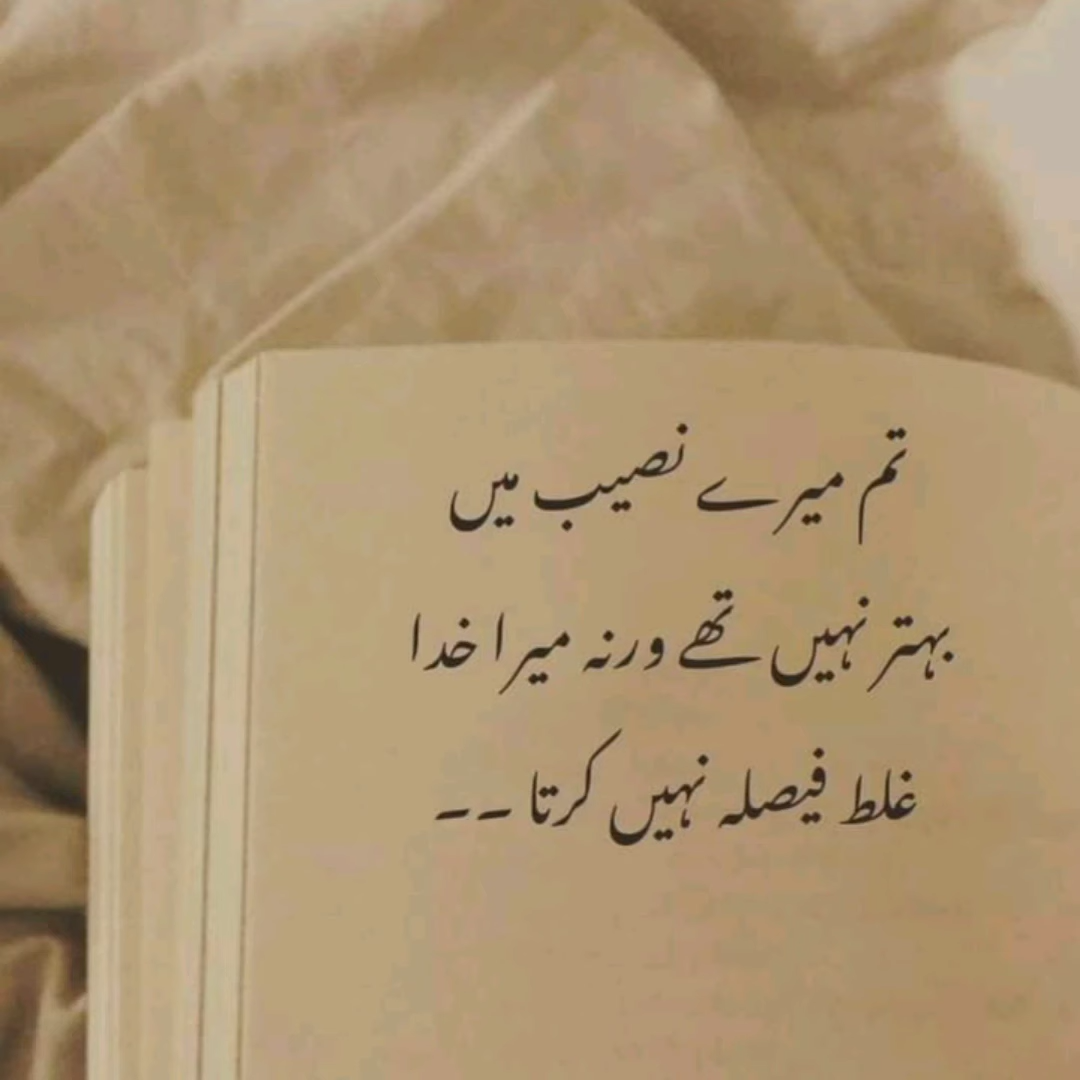 تم میرے نصیب میں
بہتر نہیں تھے ورنہ میرا خدا
غلط فیصلہ نہیں کرتا ۔۔